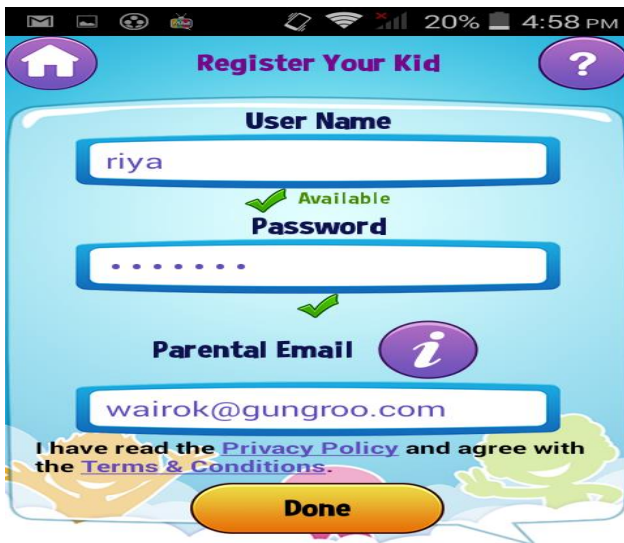 20% 4:58 PM
Register Your Kid
?
User Name
riya
Available
Password
•••••••
Parental Email i
wairok@gungroo.com
I have read the Privacy Policy and agree with
the Terms & Conditions.
Done